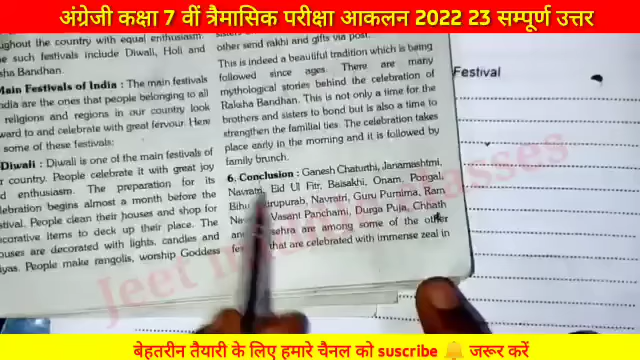 अंग्रेजी कक्षा 7 वीं त्रैमासिक परीक्षा आकलन 2022 23 सम्पूर्ण उत्तर
ughout the country with equal enthusiasm.
e such festivals include Diwali, Holi and
sha Bandhan.
Main Festivals of India : The main festivals
ndia are the ones that people belonging to all
religions and regions in our country look
ward to and celebrate with great fervour. Here
some of these festivals:
Diwali : Diwali is one of the main festivals of
r country. People celebrate it with great joy
d enthusiasm. The preparation for its
lebration begins almost a month before the
stival. People clean their houses and shop for
ecorative items to deck up their place. The
ouses are decorated with lights, candles and
iyas. People make rangolis, worship Goddess
other send rakhi and gifts via post.
This is indeed a beautiful tradition which is being
followed since ages. There are many
mythological stories behind the celebration of
Raksha Bandhan. This is not only a time for the
brothers and sisters to bond but is also a time to
strengthen the familial ties. The celebration takes
place early in the morning and it is followed by
family brunch.
6. Conclusion : Ganesh Chaturthi, Janamashtmi,
Navratri, Eid Ul Fitr, Baisakhi, Onam, Pongal,
Bihu, Gurupurab, Navratri, Guru Purnima, Ram
Vasant Panchami, Durga Puja, Chhath
are among some of the other
that are celebrated with immense zeal in
Festival
Jeet
बेहतरीन तैयारी के लिए हमारे चैनल को suscribe 🔔 जरूर करें